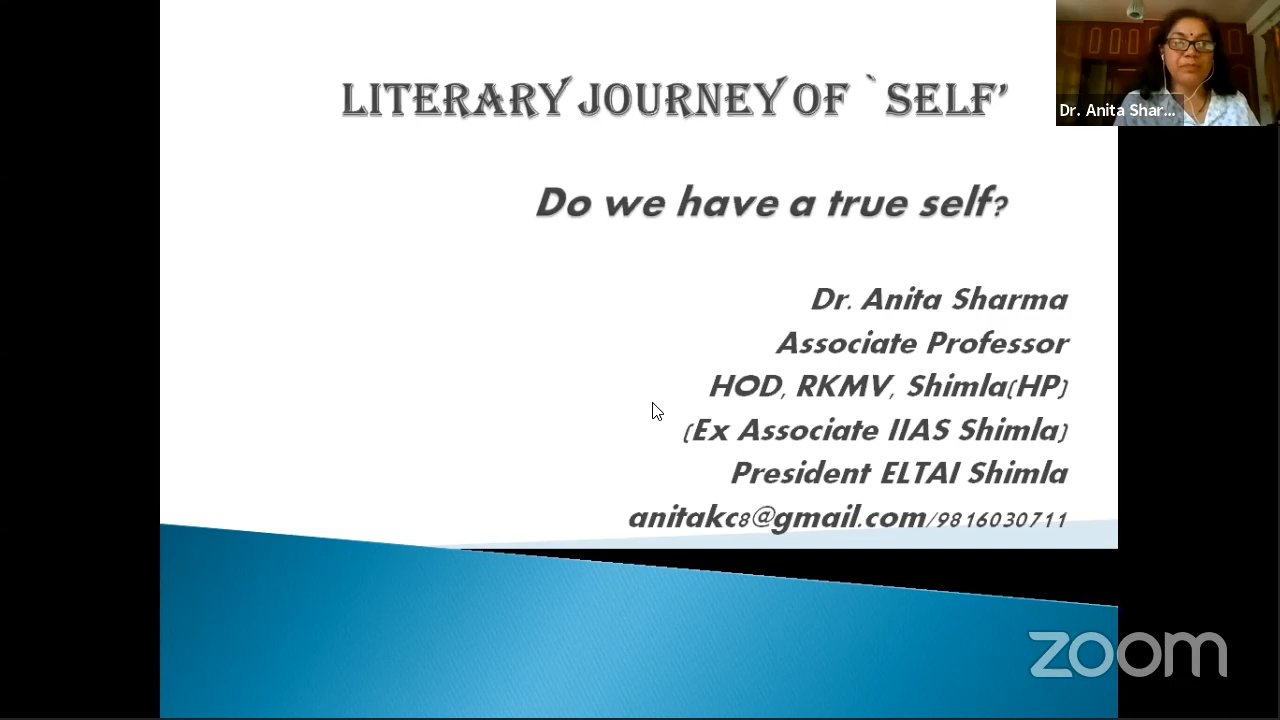 LITERARY JOURNEY OF `SELF’
Do we have a true self?
Dr. Anita Sharma
Associate Professor
HOD, RKMV, Shimla(HP)
(Ex Associate IIAS Shimla)
President ELTAI Shimla
anitakc8@gmail.com/9816030711
Dr. Anita Shar...
zoom